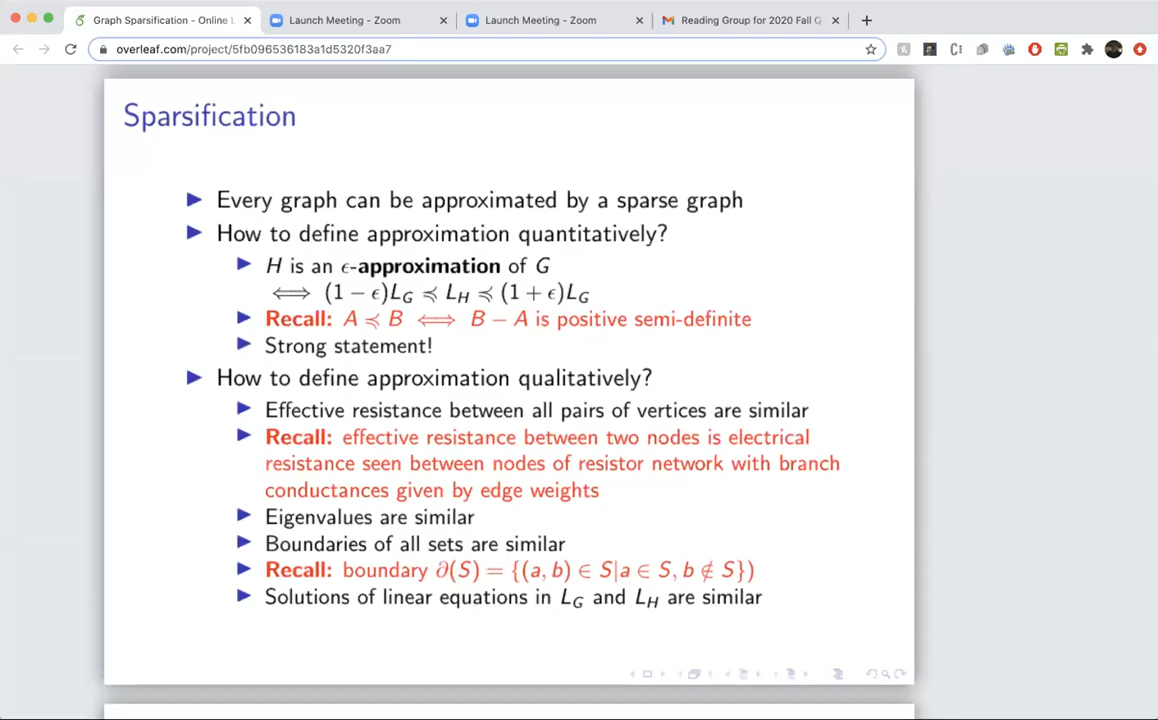 Graph Sparsification - Online L
Launch Meeting - Zoom
Launch Meeting - Zoom
Reading Group for 2020 Fall Q
overleaf.com/project/5fb096536183a1d5320f3aa7
Sparsification
Every graph can be approximated by a sparse graph
How to define approximation quantitatively?
H is an ϵ-approximation of G
⟺ (1 − ϵ)L_G ≼ L_H ≼ (1 + ϵ)L_G
Recall: A ≼ B ⟺ B − A is positive semi-definite
Strong statement!
How to define approximation qualitatively?
Effective resistance between all pairs of vertices are similar
Recall: effective resistance between two nodes is electrical
resistance seen between nodes of resistor network with branch
conductances given by edge weights
Eigenvalues are similar
Boundaries of all sets are similar
Recall: boundary ∂(S) = {(a, b) ∈ S|a ∈ S, b ∉ S})
Solutions of linear equations in L_G and L_H are similar